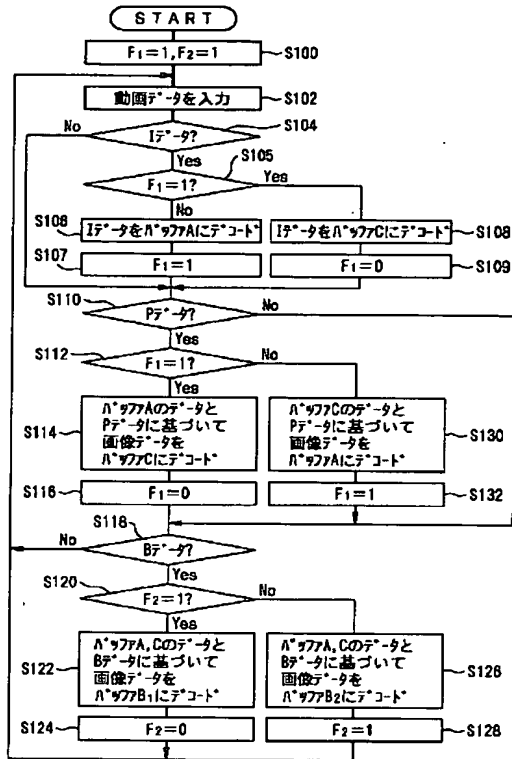 START
F1=1,F2=1
S100
動画データを入力
S102
No
Iデータ?
S104
Yes
S105
F1=1?
Yes
No
S108
IデータをバッファAにデコード
IデータをバッファCにデコード
S108
S107
F1=1
F1=0
S109
S110
Pデータ?
No
Yes
S112
F1=1?
No
Yes
S114
バッファAのデータと
Pデータに基づいて
画像データを
バッファCにデコード
バッファCのデータと
Pデータに基づいて
画像データを
バッファAにデコード
S130
S116
F1=0
F1=1
S132
S118
No
Bデータ?
Yes
S120
F2=1?
No
Yes
S122
バッファA,Cのデータと
Bデータに基づいて
画像データを
バッファB1にデコード
バッファA,Cのデータと
Bデータに基づいて
画像データを
バッファB2にデコード
S126
S124
F2=0
F2=1
S128